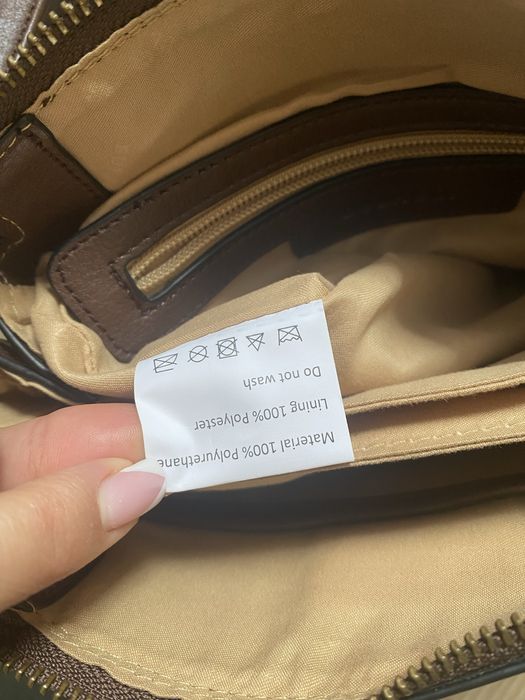 Material 100% Polyurethane
Lining 100% Polyester
Do not wash